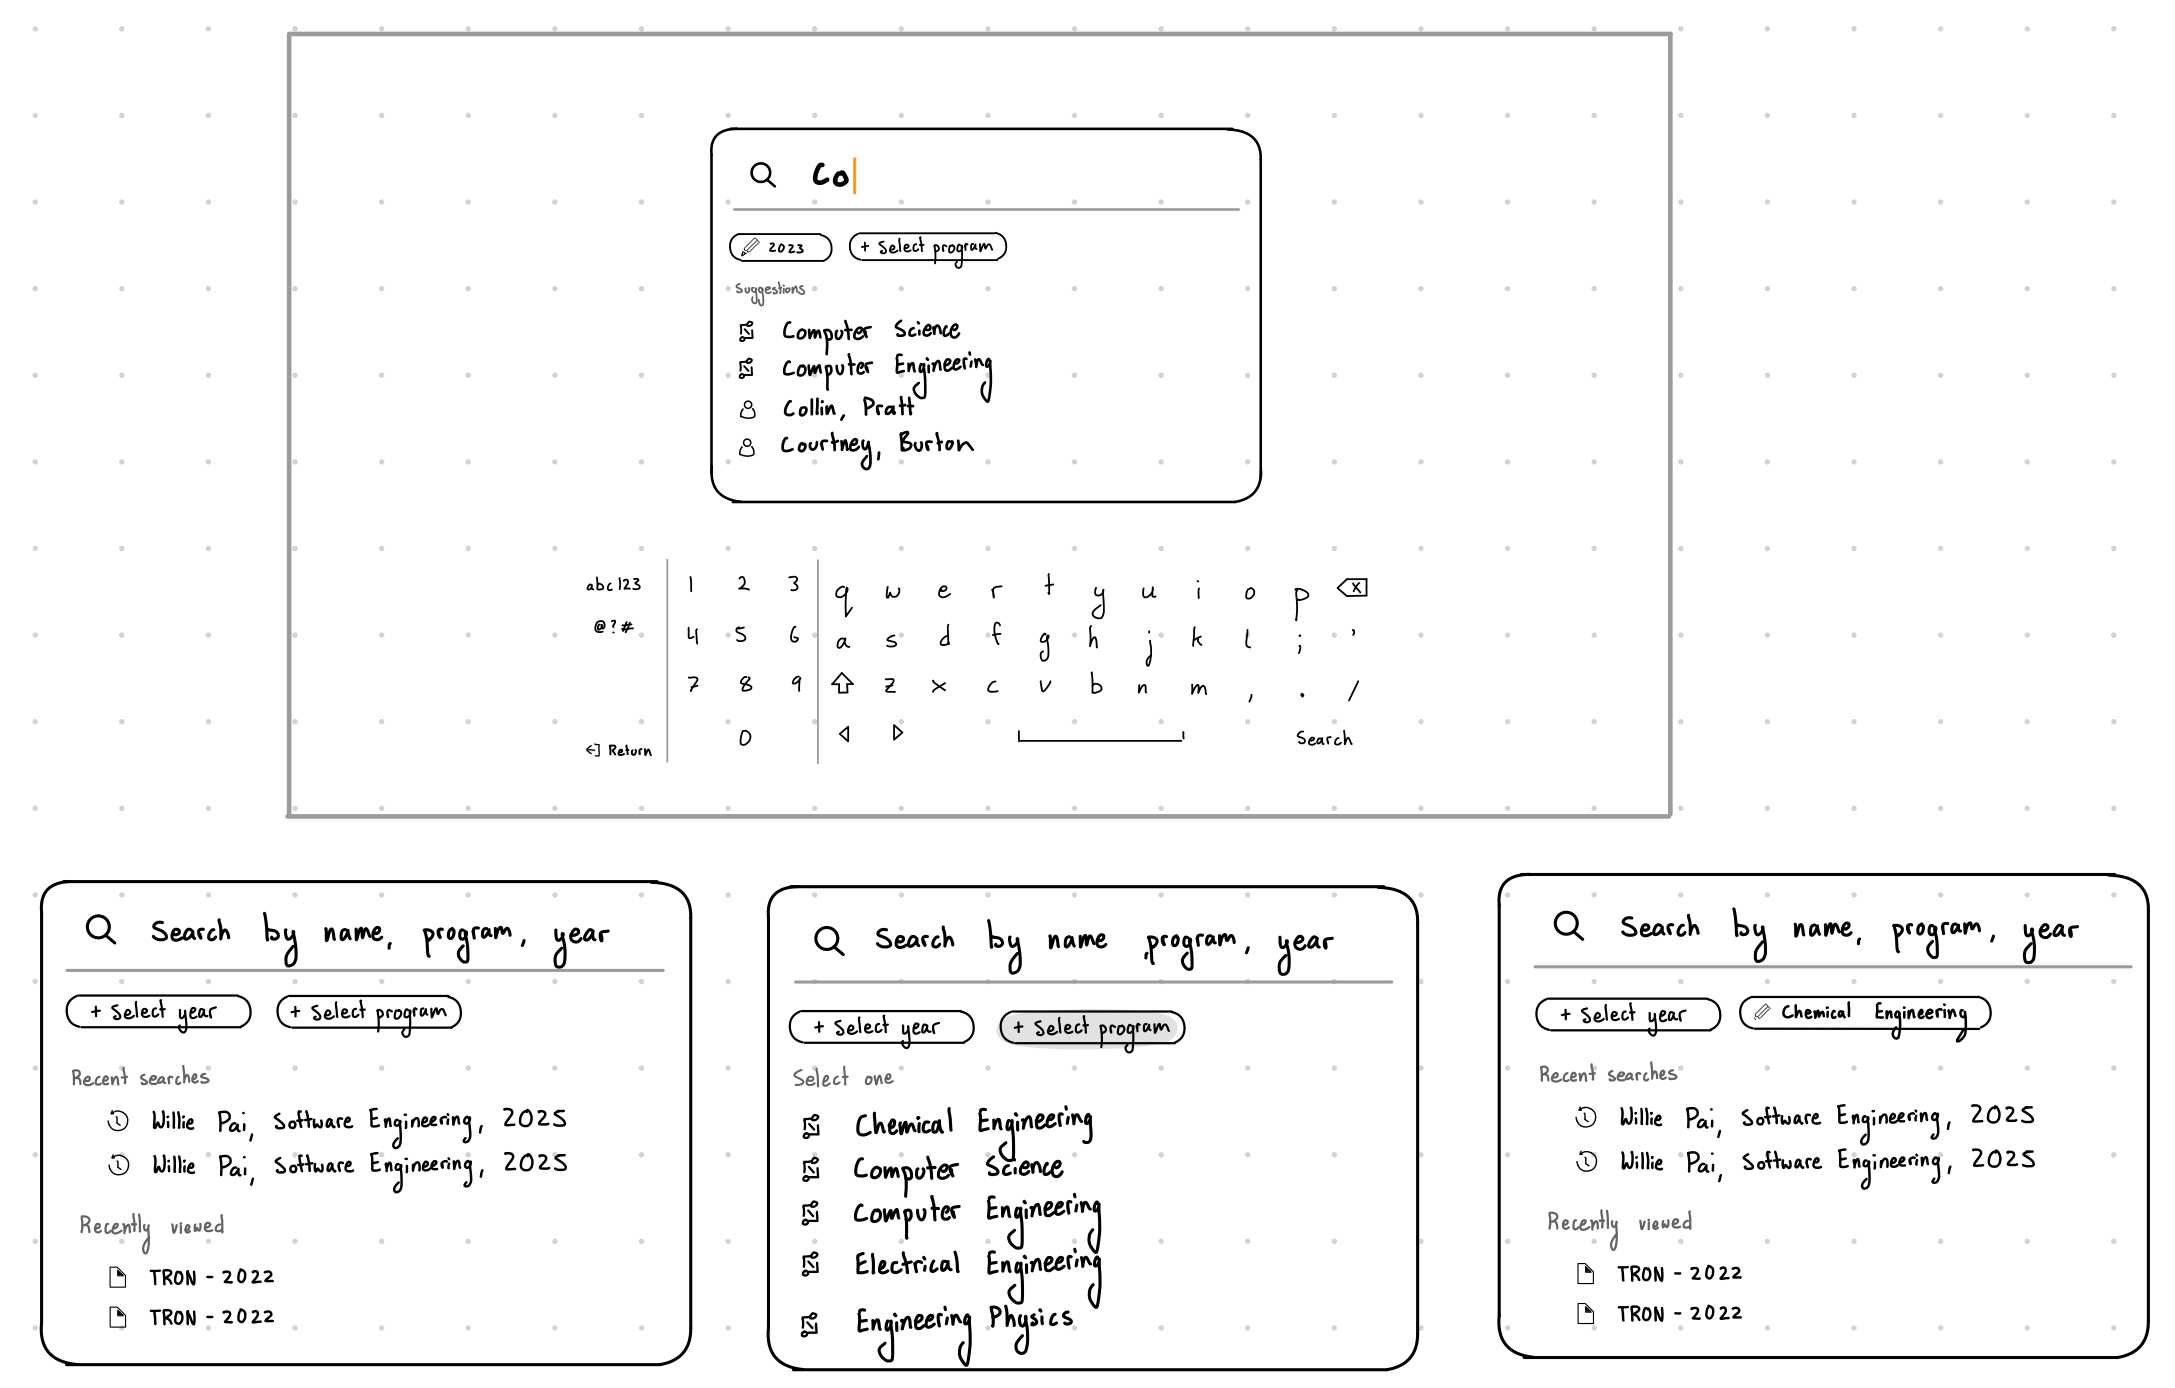 Co
2023
+ Select program
Suggestions
Computer Science
Computer Engineering
Collin, Pratt
Courtney, Burton
abc123
@?#
Return
1 2 3
4 5 6
7 8 9
0
q w e r t y u i o p x
a s d f g h j k l ; '
z x c v b n m , . /
Search
Search by name, program, year
+ Select year + Select program
Recent searches
Willie Pai, Software Engineering, 2025
Willie Pai, Software Engineering, 2025
Recently viewed
TRON - 2022
TRON - 2022
Search by name ,program, year
+ Select year + Select program
Select one
Chemical Engineering
Computer Science
Computer Engineering
Electrical Engineering
Engineering Physics
Search by name, program, year
+ Select year Chemical Engineering
Recent searches
Willie Pai, Software Engineering, 2025
Willie Pai, Software Engineering, 2025
Recently viewed
TRON - 2022
TRON - 2022